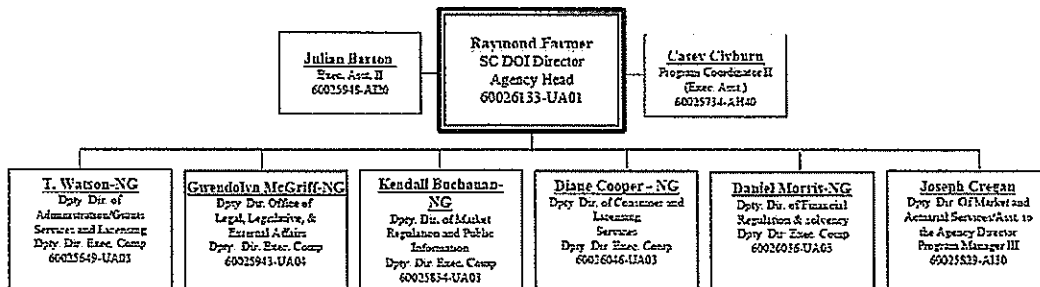 Raymond Farmer
SC DOI Director
Agency Head
60026133-UA01
Julian Barton
Exec. Asst. II
60025948-AI20
Casey Clyburn
Program Coordinator II
(Exec. Asst.)
60025734-AH40
T. Watson-NG
Dpty. Dir. of
Administration/Grants
Services and Licensing
Dpty. Dir. Exec. Comp
60025649-UA03
Gwendolyn McGriff-NG
Dpty. Dir. Office of
Legal, Legislative, &
External Affairs
Dpty. Dir. Exec. Comp
60025943-UA04
Kendall Buchanan-
NG
Dpty. Dir. of Market
Regulation and Public
Information
Dpty. Dir. Exec. Comp
60025854-UA03
Diane Cooper – NG
Dpty. Dir. of Consumer and
Licensing
Services
Dpty. Dir. Exec. Comp
60026046-UA03
Daniel Morris-NG
Dpty. Dir. of Financial
Regulation & solvency
Dpty. Dir. Exec. Comp
60026056-UA03
Joseph Cregan
Dpty. Dir. Of Market and
Actuarial Services/Asst. to
the Agency Director
Program Manager III
60025829-AH50